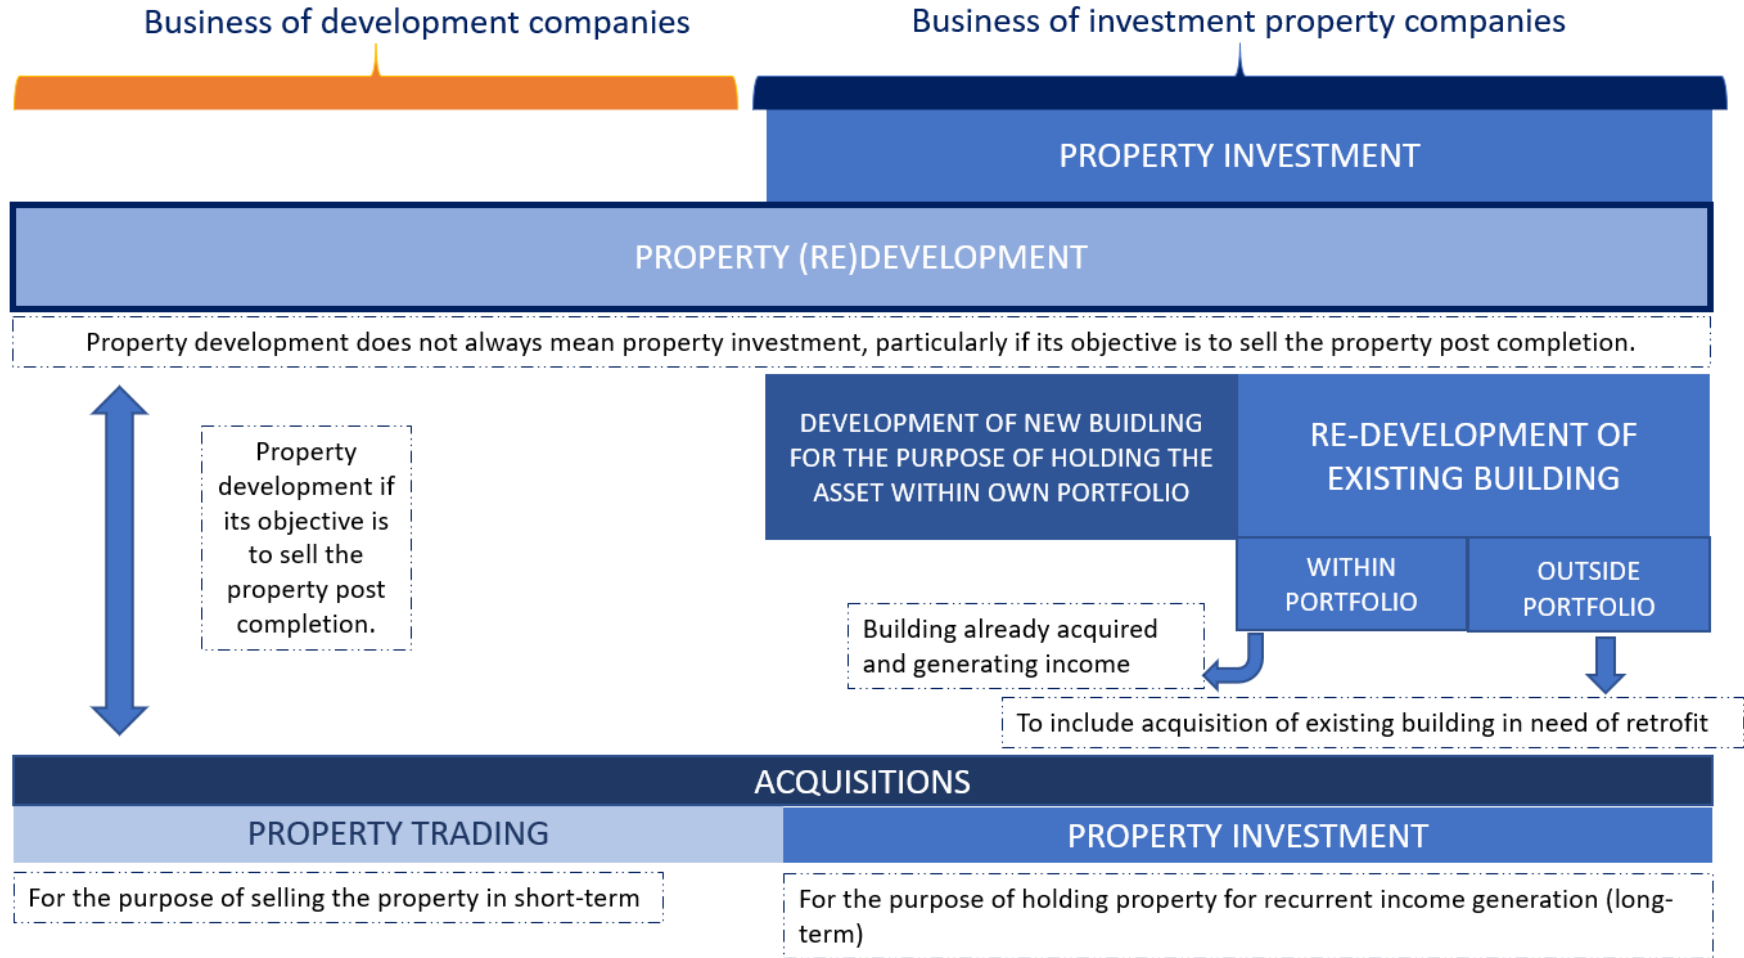 Business of development companies
Business of investment property companies
PROPERTY INVESTMENT
PROPERTY (RE)DEVELOPMENT
Property development does not always mean property investment, particularly if its objective is to sell the property post completion.
Property
development if
its objective is
to sell the
property post
completion.
DEVELOPMENT OF NEW BUIDLING
FOR THE PURPOSE OF HOLDING THE
ASSET WITHIN OWN PORTFOLIO
RE-DEVELOPMENT OF
EXISTING BUILDING
WITHIN
PORTFOLIO
OUTSIDE
PORTFOLIO
Building already acquired
and generating income
To include acquisition of existing building in need of retrofit
ACQUISITIONS
PROPERTY TRADING
PROPERTY INVESTMENT
For the purpose of selling the property in short-term
For the purpose of holding property for recurrent income generation (long-
term)